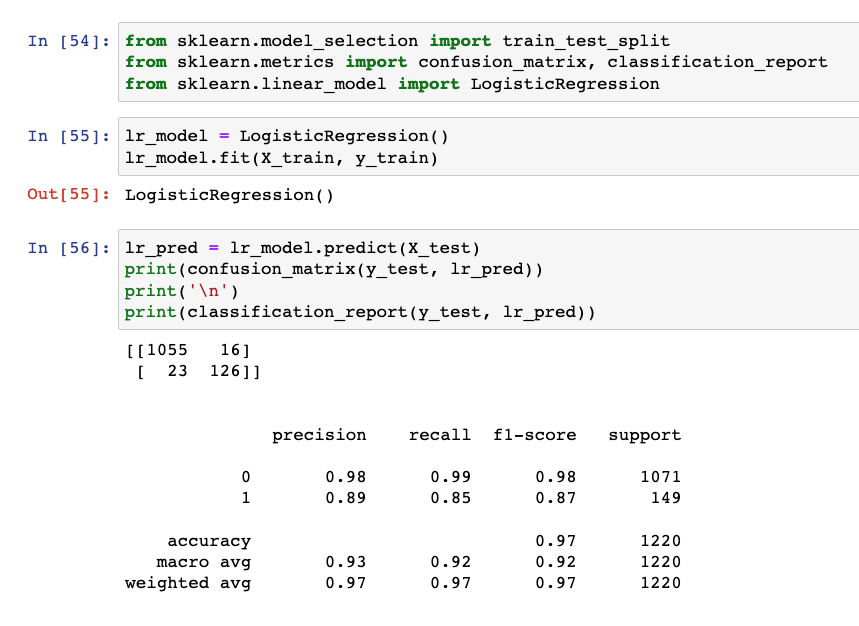 In [54]: from sklearn.model_selection import train_test_split
from sklearn.metrics import confusion_matrix, classification_report
from sklearn.linear_model import LogisticRegression
In [55]: lr_model = LogisticRegression()
lr_model.fit(X_train, y_train)
Out[55]: LogisticRegression()
In [56]: lr_pred = lr_model.predict(X_test)
print(confusion_matrix(y_test, lr_pred))
print('\n')
print(classification_report(y_test, lr_pred))
[[1055   16]
 [  23  126]]
              precision    recall  f1-score   support
           0       0.98      0.99      0.98      1071
           1       0.89      0.85      0.87       149
    accuracy                           0.97      1220
   macro avg       0.93      0.92      0.92      1220
weighted avg       0.97      0.97      0.97      1220